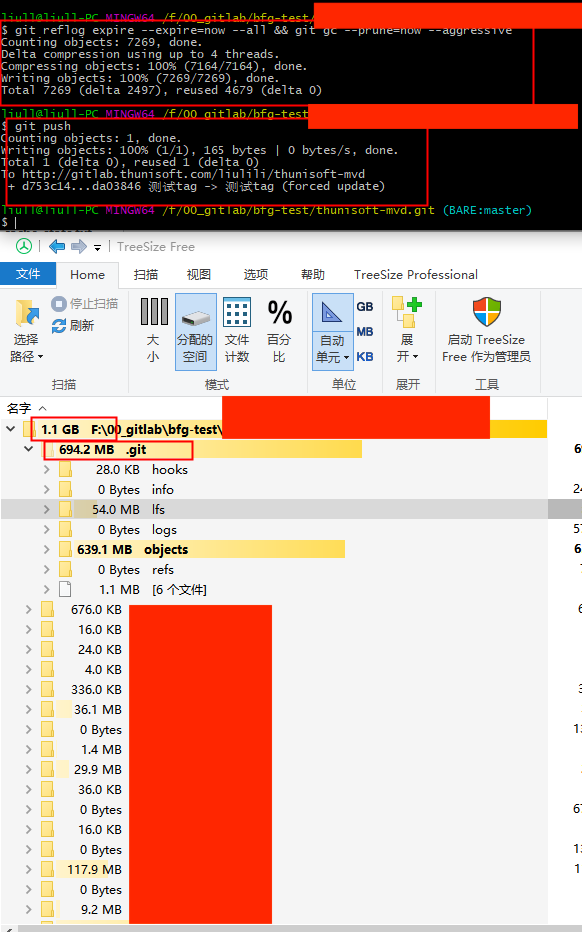 liull@liull-PC MINGW64 /f/00_gitlab/bfg-test/
$ git reflog expire --expire=now --all && git gc --prune=now --aggressive
Counting objects: 7269, done.
Delta compression using up to 4 threads.
Compressing objects: 100% (7164/7164), done.
Writing objects: 100% (7269/7269), done.
Total 7269 (delta 2497), reused 4679 (delta 0)
liull@liull-PC MINGW64 /f/00_gitlab/bfg-test
$ git push
Counting objects: 1, done.
Writing objects: 100% (1/1), 165 bytes | 0 bytes/s, done.
Total 1 (delta 0), reused 1 (delta 0)
To http://gitlab.thunisoft.com/liulili/thunisoft-mvd
+ d753c14...da03846 测试tag -> 测试tag (forced update)
liull@liull-PC MINGW64 /f/00_gitlab/bfg-test/thunisoft-mvd.git (BARE:master)
$
TreeSize Free
文件 Home 扫描 视图 选项 帮助 TreeSize Professional
选择路径
停止扫描
刷新
大小
分配的空间
文件计数
百分比
自动单元
GB
MB
KB
展开
启动 TreeSize Free 作为管理员
扫描 模式 单位 展开 工具
名字
1.1 GB F:\00_gitlab\bfg-test\
694.2 MB .git
28.0 KB hooks
0 Bytes info
54.0 MB lfs
0 Bytes logs
639.1 MB objects
0 Bytes refs
1.1 MB [6 个文件]
676.0 KB
16.0 KB
24.0 KB
4.0 KB
336.0 KB
36.1 MB
0 Bytes
1.4 MB
29.9 MB
36.0 KB
0 Bytes
16.0 KB
0 Bytes
117.9 MB
0 Bytes
9.2 MB